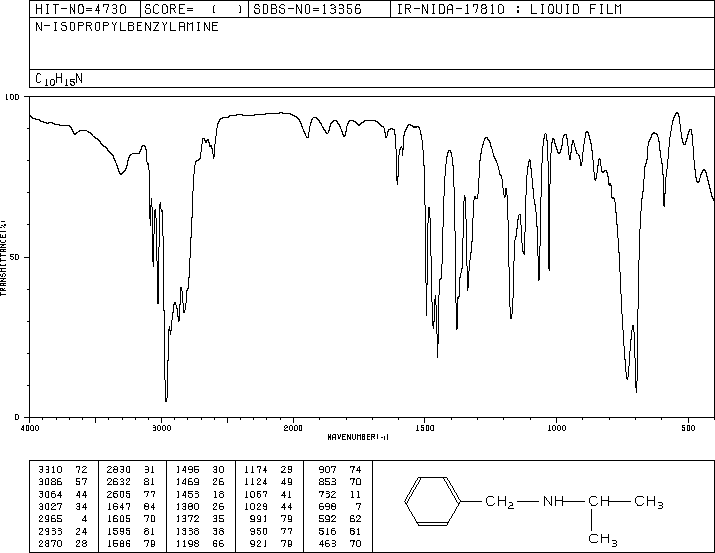 HIT-NO=4730 SCORE= ( ) SDBS-NO=13356 IR-NIDA-17810 : LIQUID FILM
N-ISOPROPYLBENZYLAMINE
C10H15N
100
50
0
TRANSMITTANCE(%)
4000 3000 2000 1500 1000 500
WAVENUMBER(-1)
3310 72 2830 31 1496 30 1174 29 907 74
3086 57 2632 81 1469 26 1124 49 853 70
3064 44 2605 77 1453 18 1067 41 732 11
3027 34 1647 84 1380 26 1029 44 698 7
2965 4 1605 70 1372 35 991 79 592 62
2933 24 1595 81 1338 38 950 77 516 81
2870 28 1586 79 1198 66 921 79 463 70
CH2 NH CH CH3
CH3